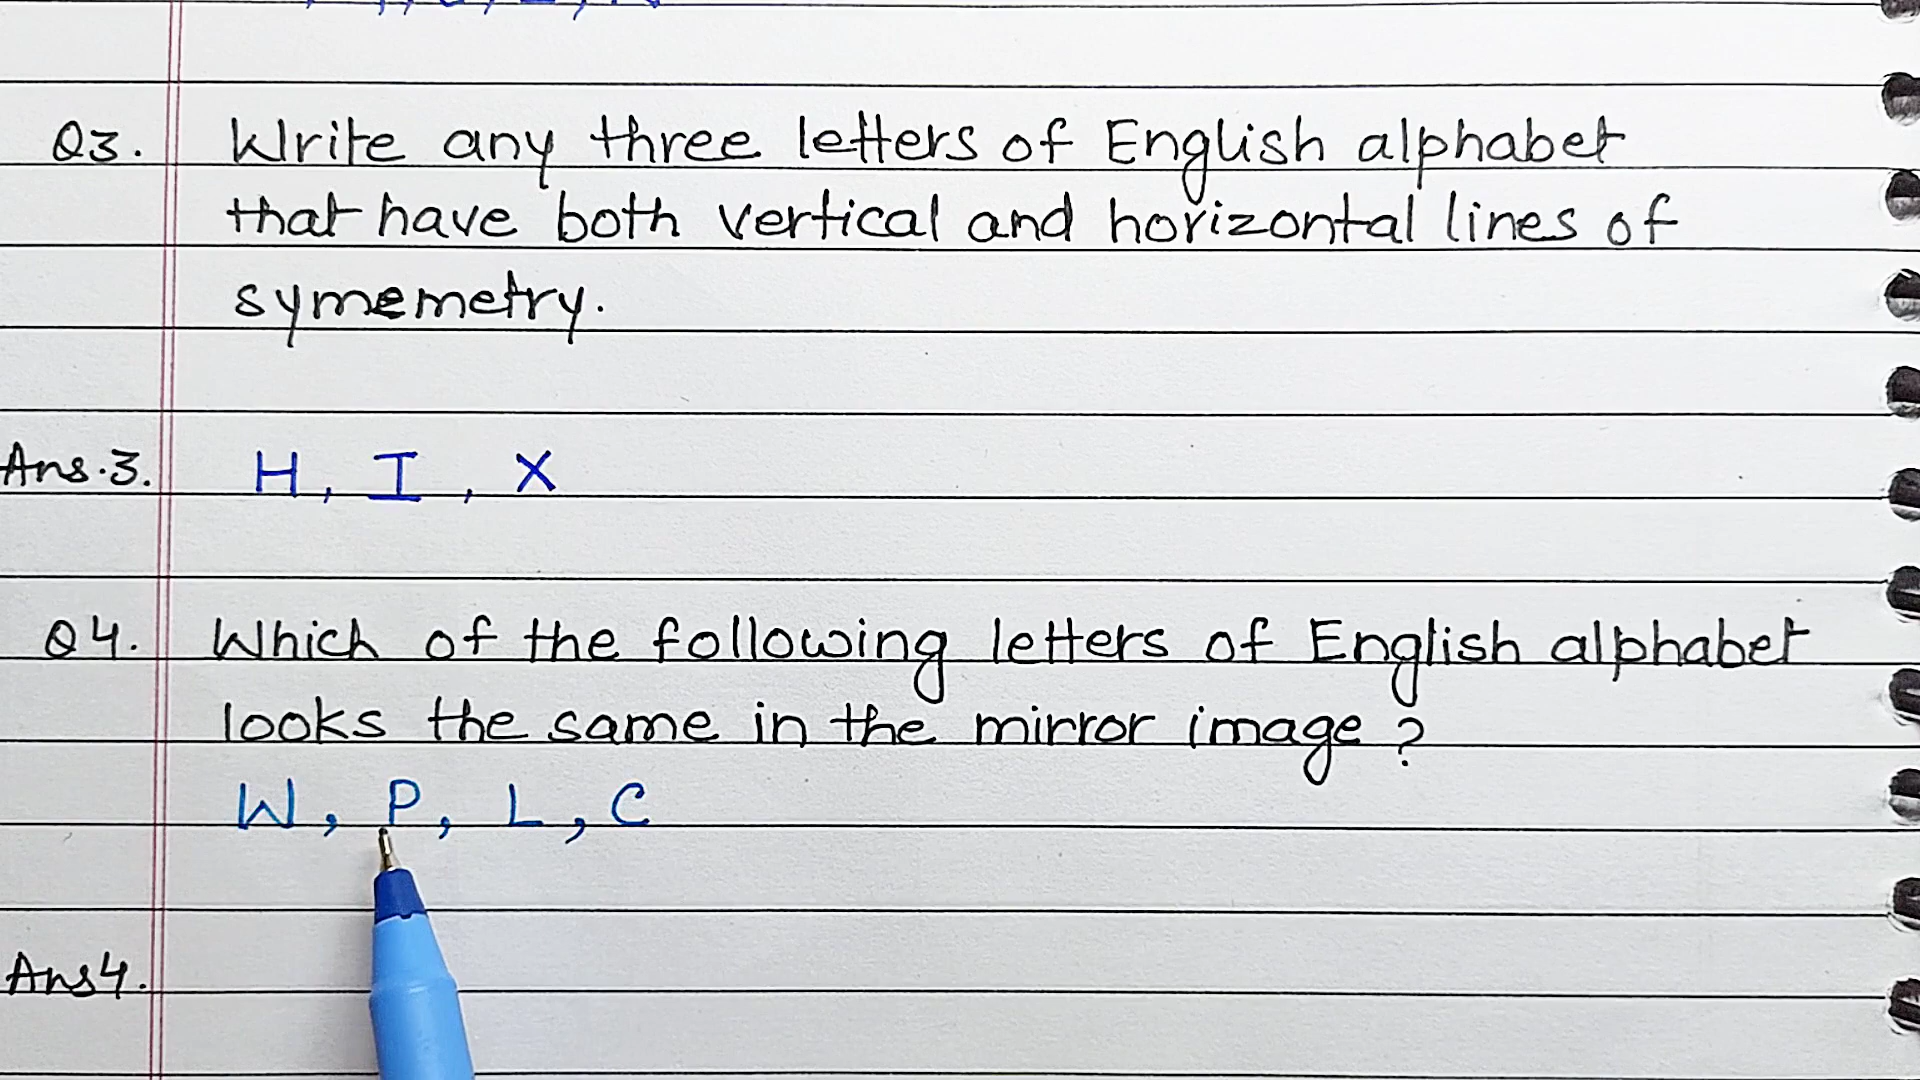 Q3. Write any three letters of English alphabet
that have both vertical and horizontal lines of
symemetry.
Ans.3. H, I, X
Q4. Which of the following letters of English alphabet
looks the same in the mirror image?
W, P, L, C
Ans4.